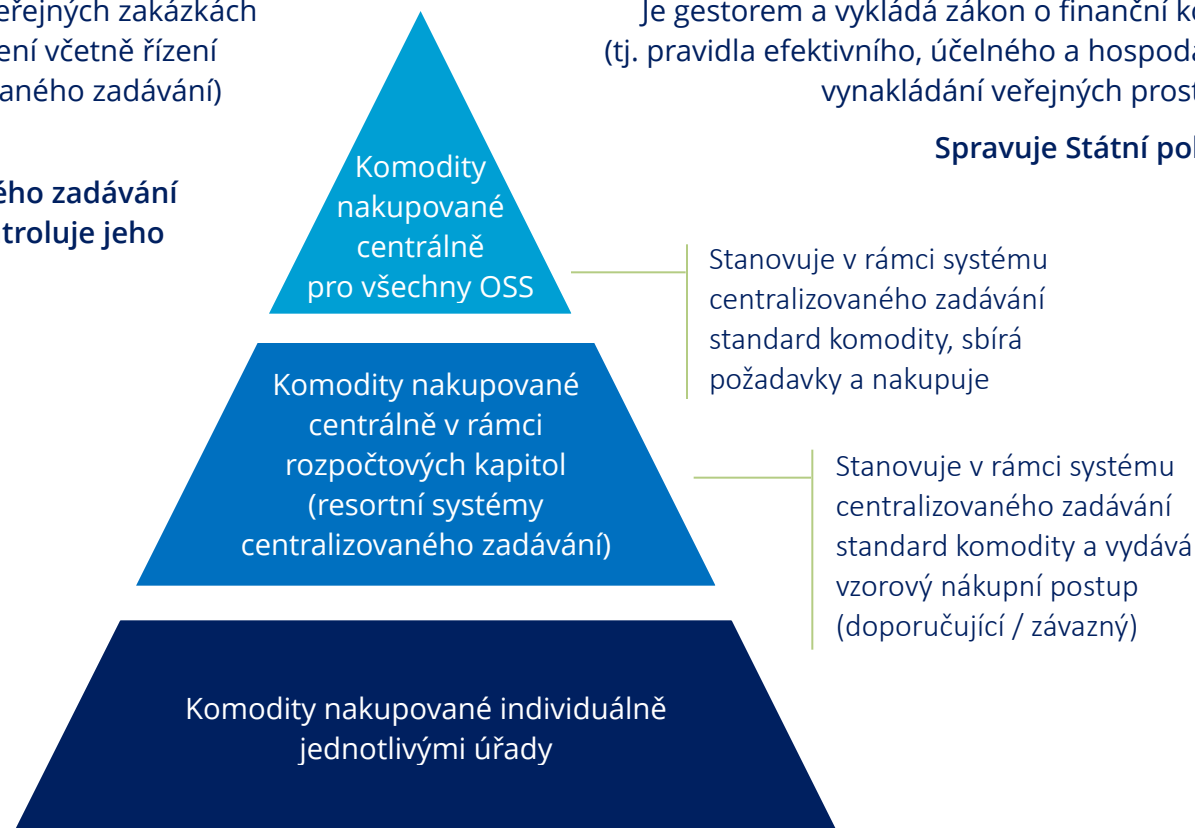 eřejných zakázkách
ení včetně řízení
aného zadávání)
ého zadávání
troluje jeho
Je gestorem a vykládá zákon o finanční ko
(tj. pravidla efektivního, účelného a hospoda
vynakládání veřejných prost
Spravuje Státní pok
Komodity
nakupované
centrálně
pro všechny OSS
Stanovuje v rámci systému
centralizovaného zadávání
standard komodity, sbírá
požadavky a nakupuje
Komodity nakupované
centrálně v rámci
rozpočtových kapitol
(resortní systémy
centralizovaného zadávání)
Stanovuje v rámci systému
centralizovaného zadávání
standard komodity a vydává
vzorový nákupní postup
(doporučující / závazný)
Komodity nakupované individuálně
jednotlivými úřady